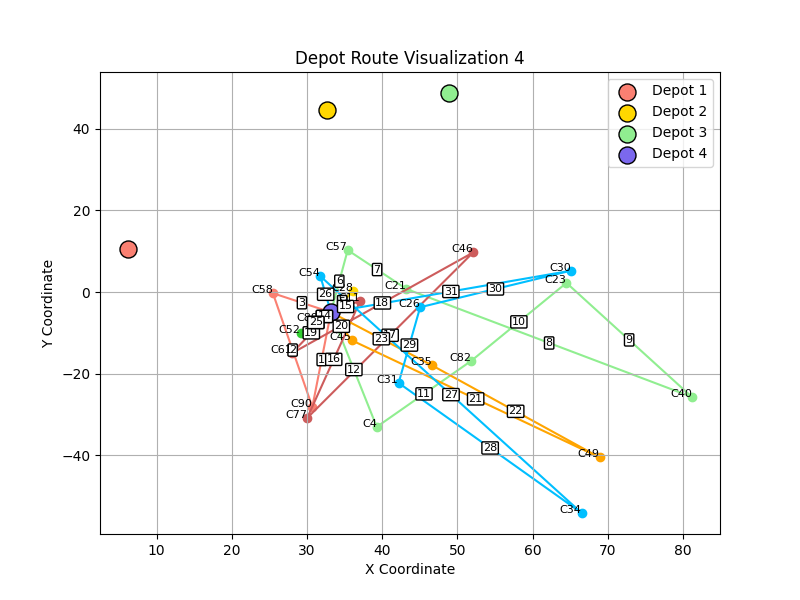 Depot Route Visualization 4
Depot 1
Depot 2
Depot 3
Depot 4
Y Coordinate
40
20
0
−20
−40
C57
C46
7
C30
C54
6
C23
C58
C21
C28
30
31
26
3
18
C26
15
10
20
19
25
C52
C45
23
29
8
9
C61
2
16
C35
C82
12
C31
11
27
21
C40
C90
C77
22
C4
28
C49
C34
10
20
30
40
50
60
70
80
X Coordinate